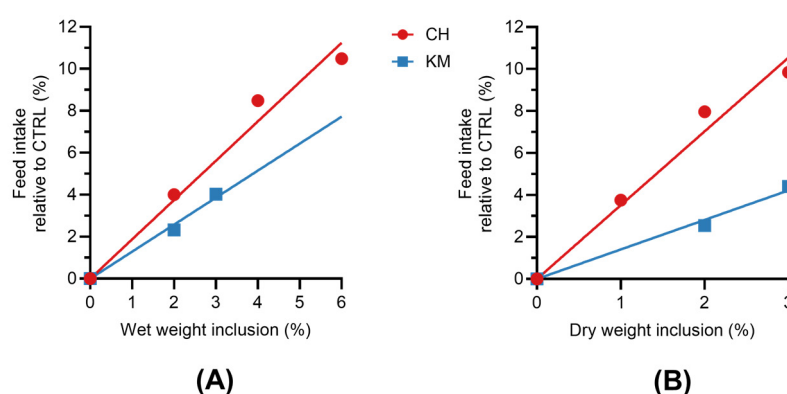 12
10
8
6
4
2
0
Feed intake
relative to CTRL (%)
0 1 2 3 4 5 6
Wet weight inclusion (%)
(A)
CH
KM
12
10
8
6
4
2
0
Feed intake
relative to CTRL (%)
0 1 2 3
Dry weight inclusion (%)
(B)